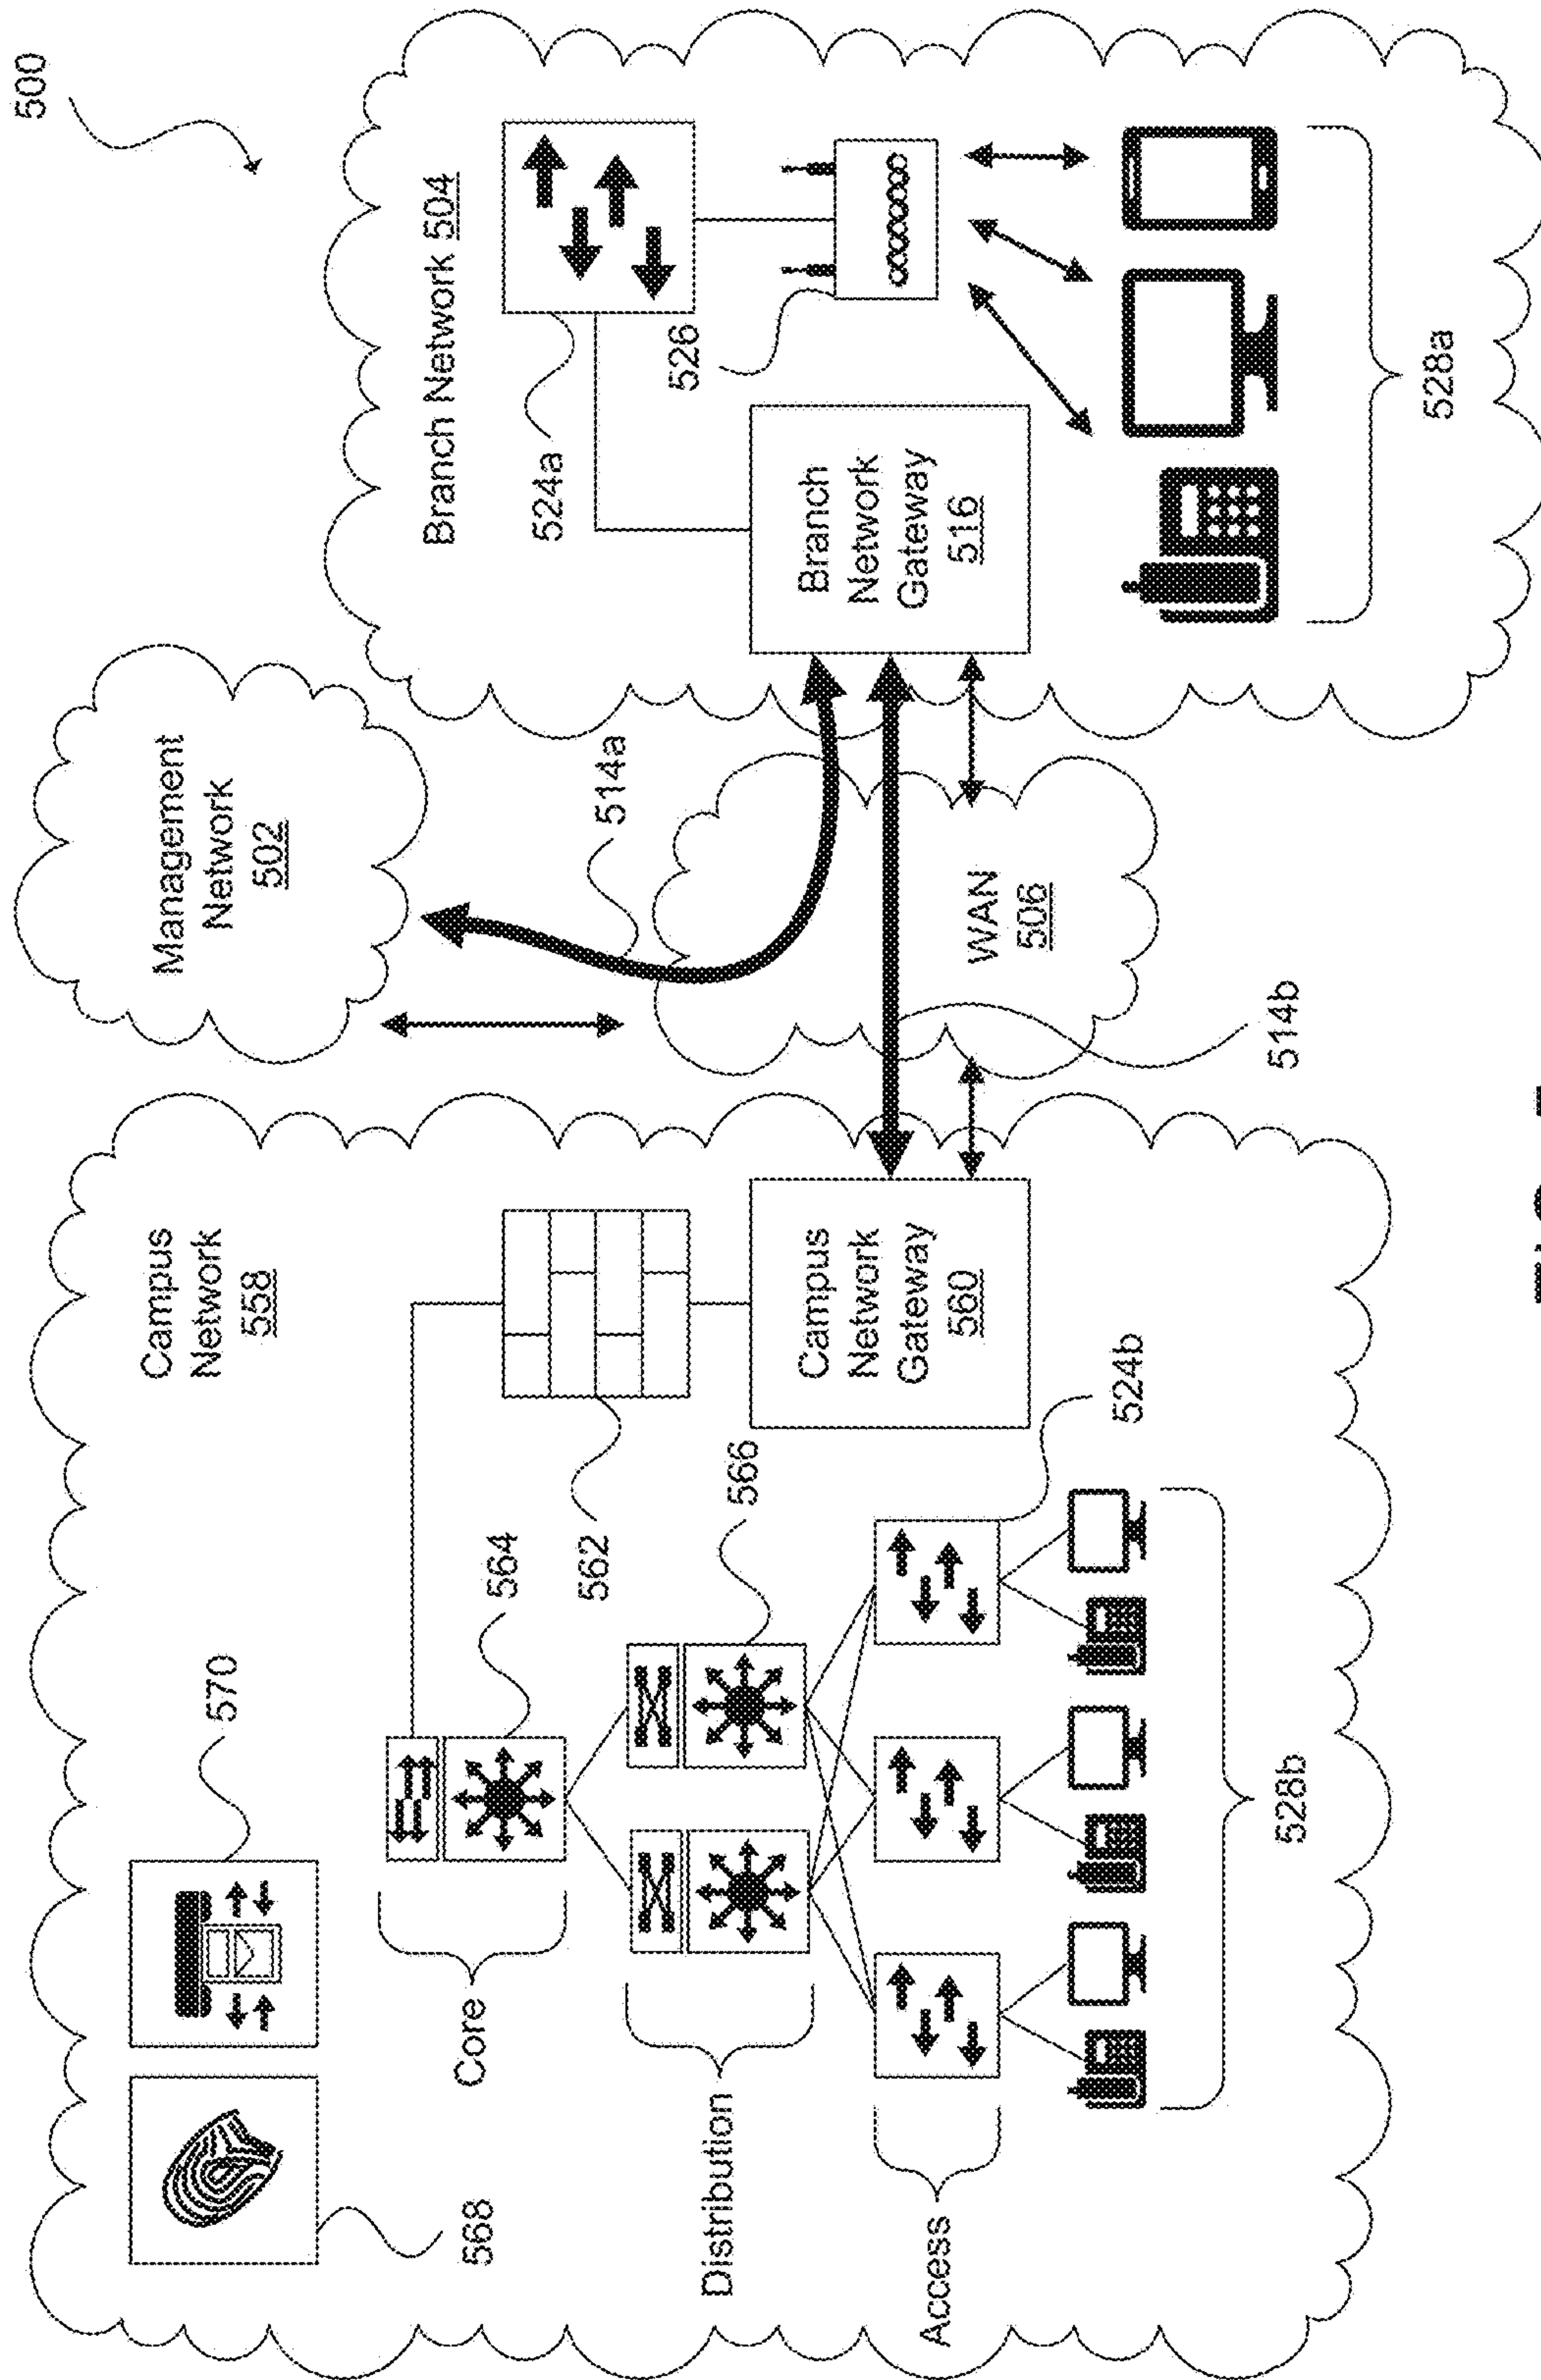 500
Management
Network
502
Campus
Network
558
Branch Network 504
570
568
514a
524a
526
564
562
566
Core
Distribution
Access
Campus
Network
Gateway
560
WAN
506
Branch
Network
Gateway
516
524b
514b
528b
528a